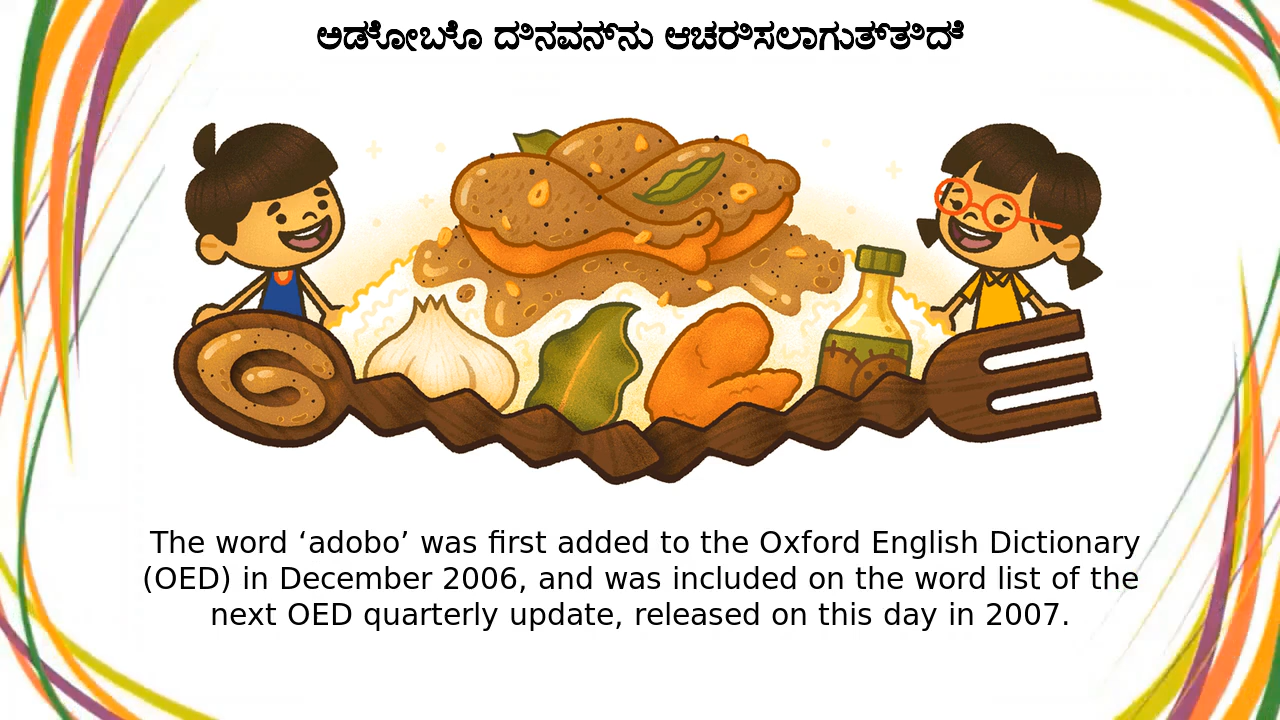 ಅಡೋಬೊ ದಿನವನ್ನು ಆಚರಿಸಲಾಗುತ್ತಿದೆ
The word ‘adobo’ was first added to the Oxford English Dictionary
(OED) in December 2006, and was included on the word list of the
next OED quarterly update, released on this day in 2007.